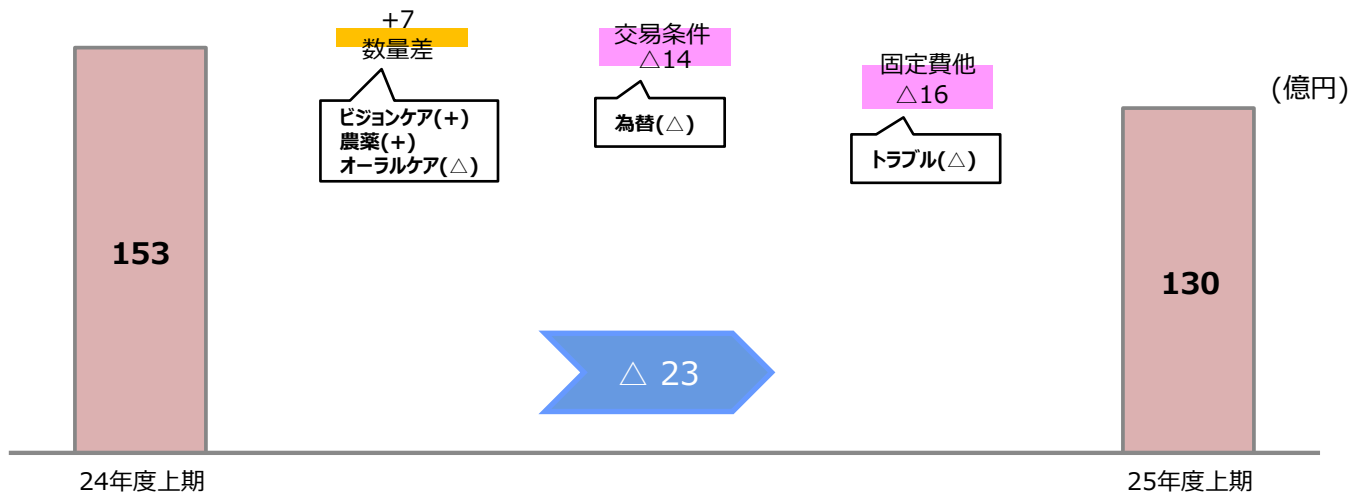 +7
数量差
ビジョンケア(+)
農薬(+)
オーラルケア(△)
交易条件
△14
為替(△)
固定費他
△16
トラブル(△)
(億円)
153
130
△ 23
24年度上期
25年度上期